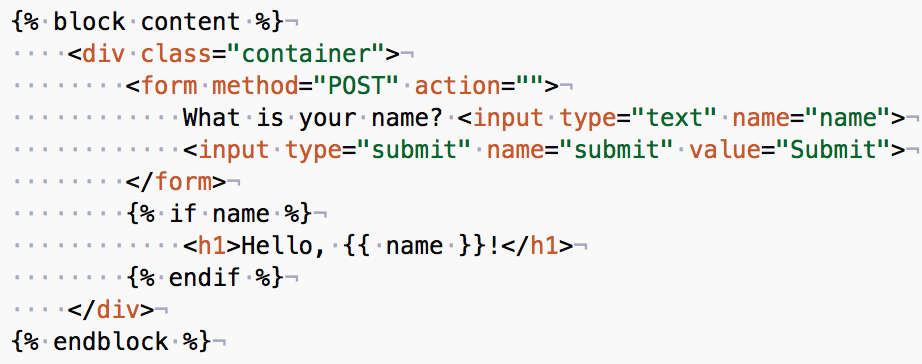 {% block content %}
    <div class="container">
        <form method="POST" action="">
            What is your name? <input type="text" name="name">
            <input type="submit" name="submit" value="Submit">
        </form>
        {% if name %}
            <h1>Hello, {{ name }}!</h1>
        {% endif %}
    </div>
{% endblock %}